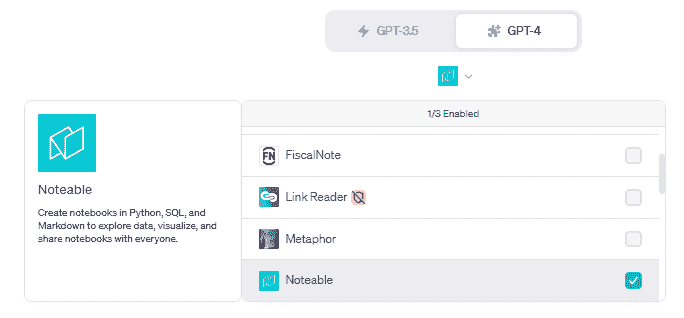 GPT-3.5
GPT-4
1/3 Enabled
FN
FiscalNote
Link Reader
Metaphor
Noteable
Noteable
Create notebooks in Python, SQL, and
Markdown to explore data, visualize, and
share notebooks with everyone.